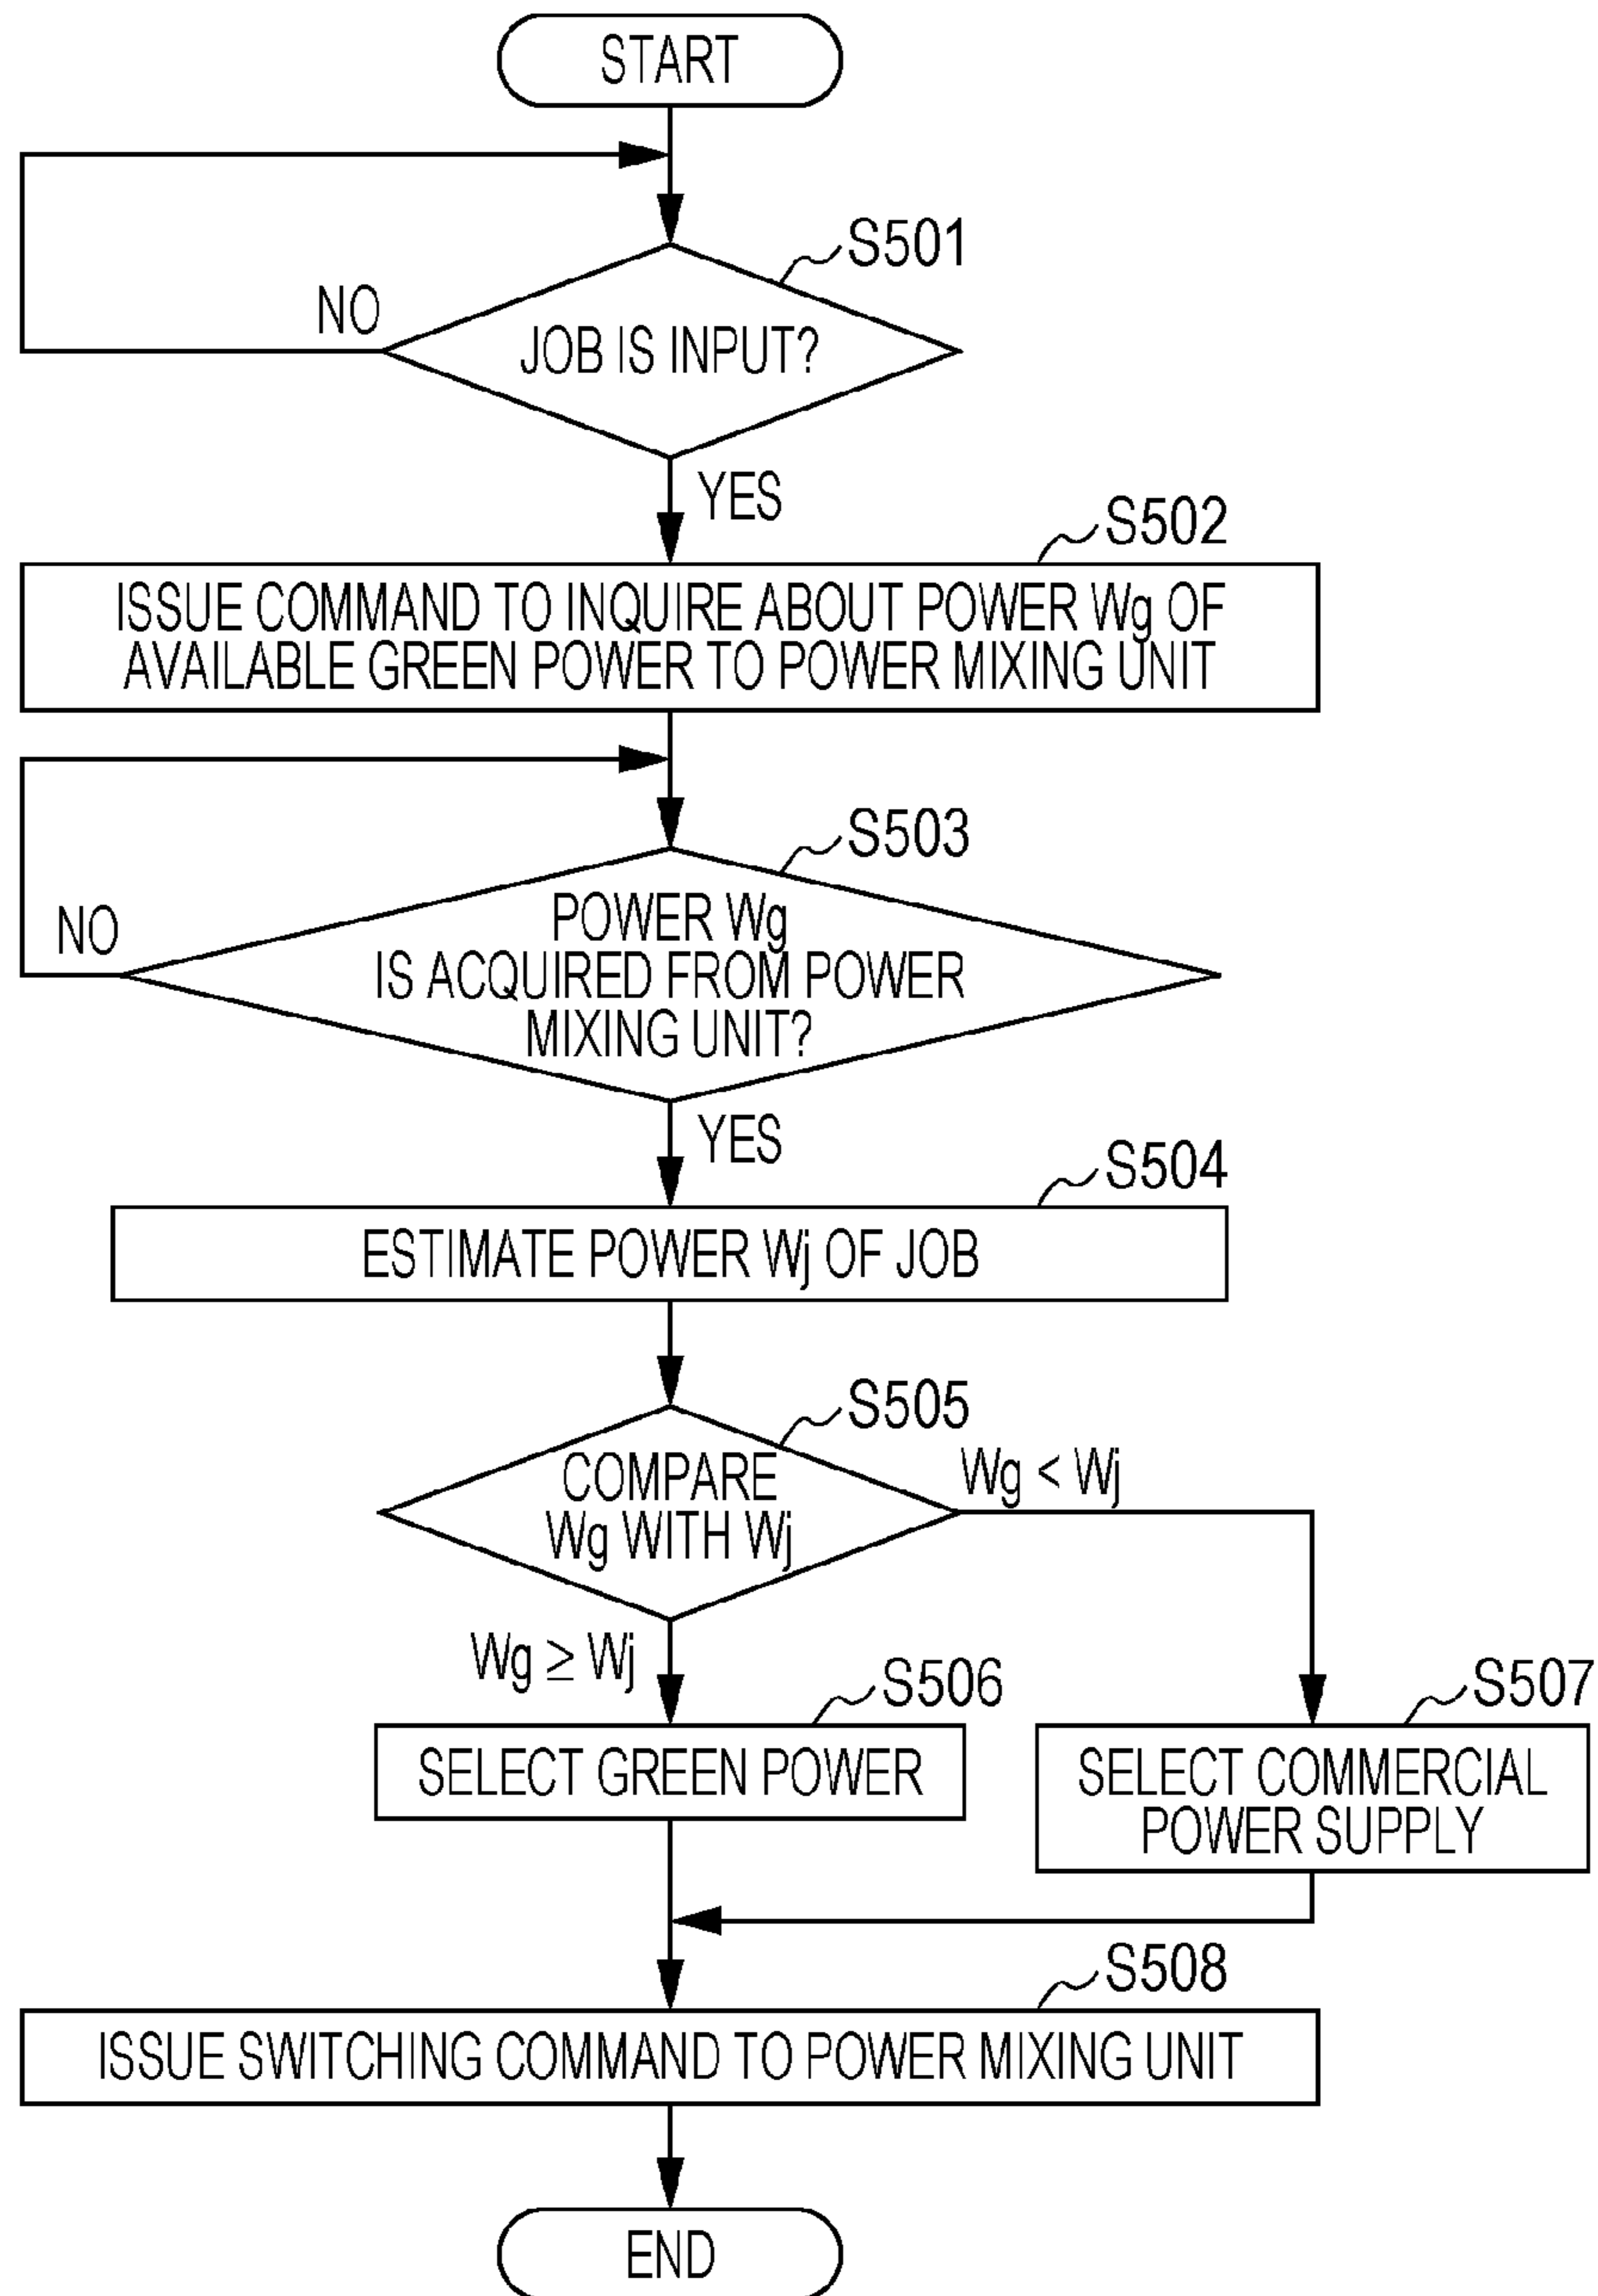 START
S501
NO
JOB IS INPUT?
YES
S502
ISSUE COMMAND TO INQUIRE ABOUT POWER Wg OF
AVAILABLE GREEN POWER TO POWER MIXING UNIT
S503
NO
POWER Wg
IS ACQUIRED FROM POWER
MIXING UNIT?
YES
S504
ESTIMATE POWER Wj OF JOB
S505
COMPARE
Wg WITH Wj
Wg < Wj
Wg ≥ Wj
S506
SELECT GREEN POWER
S507
SELECT COMMERCIAL
POWER SUPPLY
S508
ISSUE SWITCHING COMMAND TO POWER MIXING UNIT
END